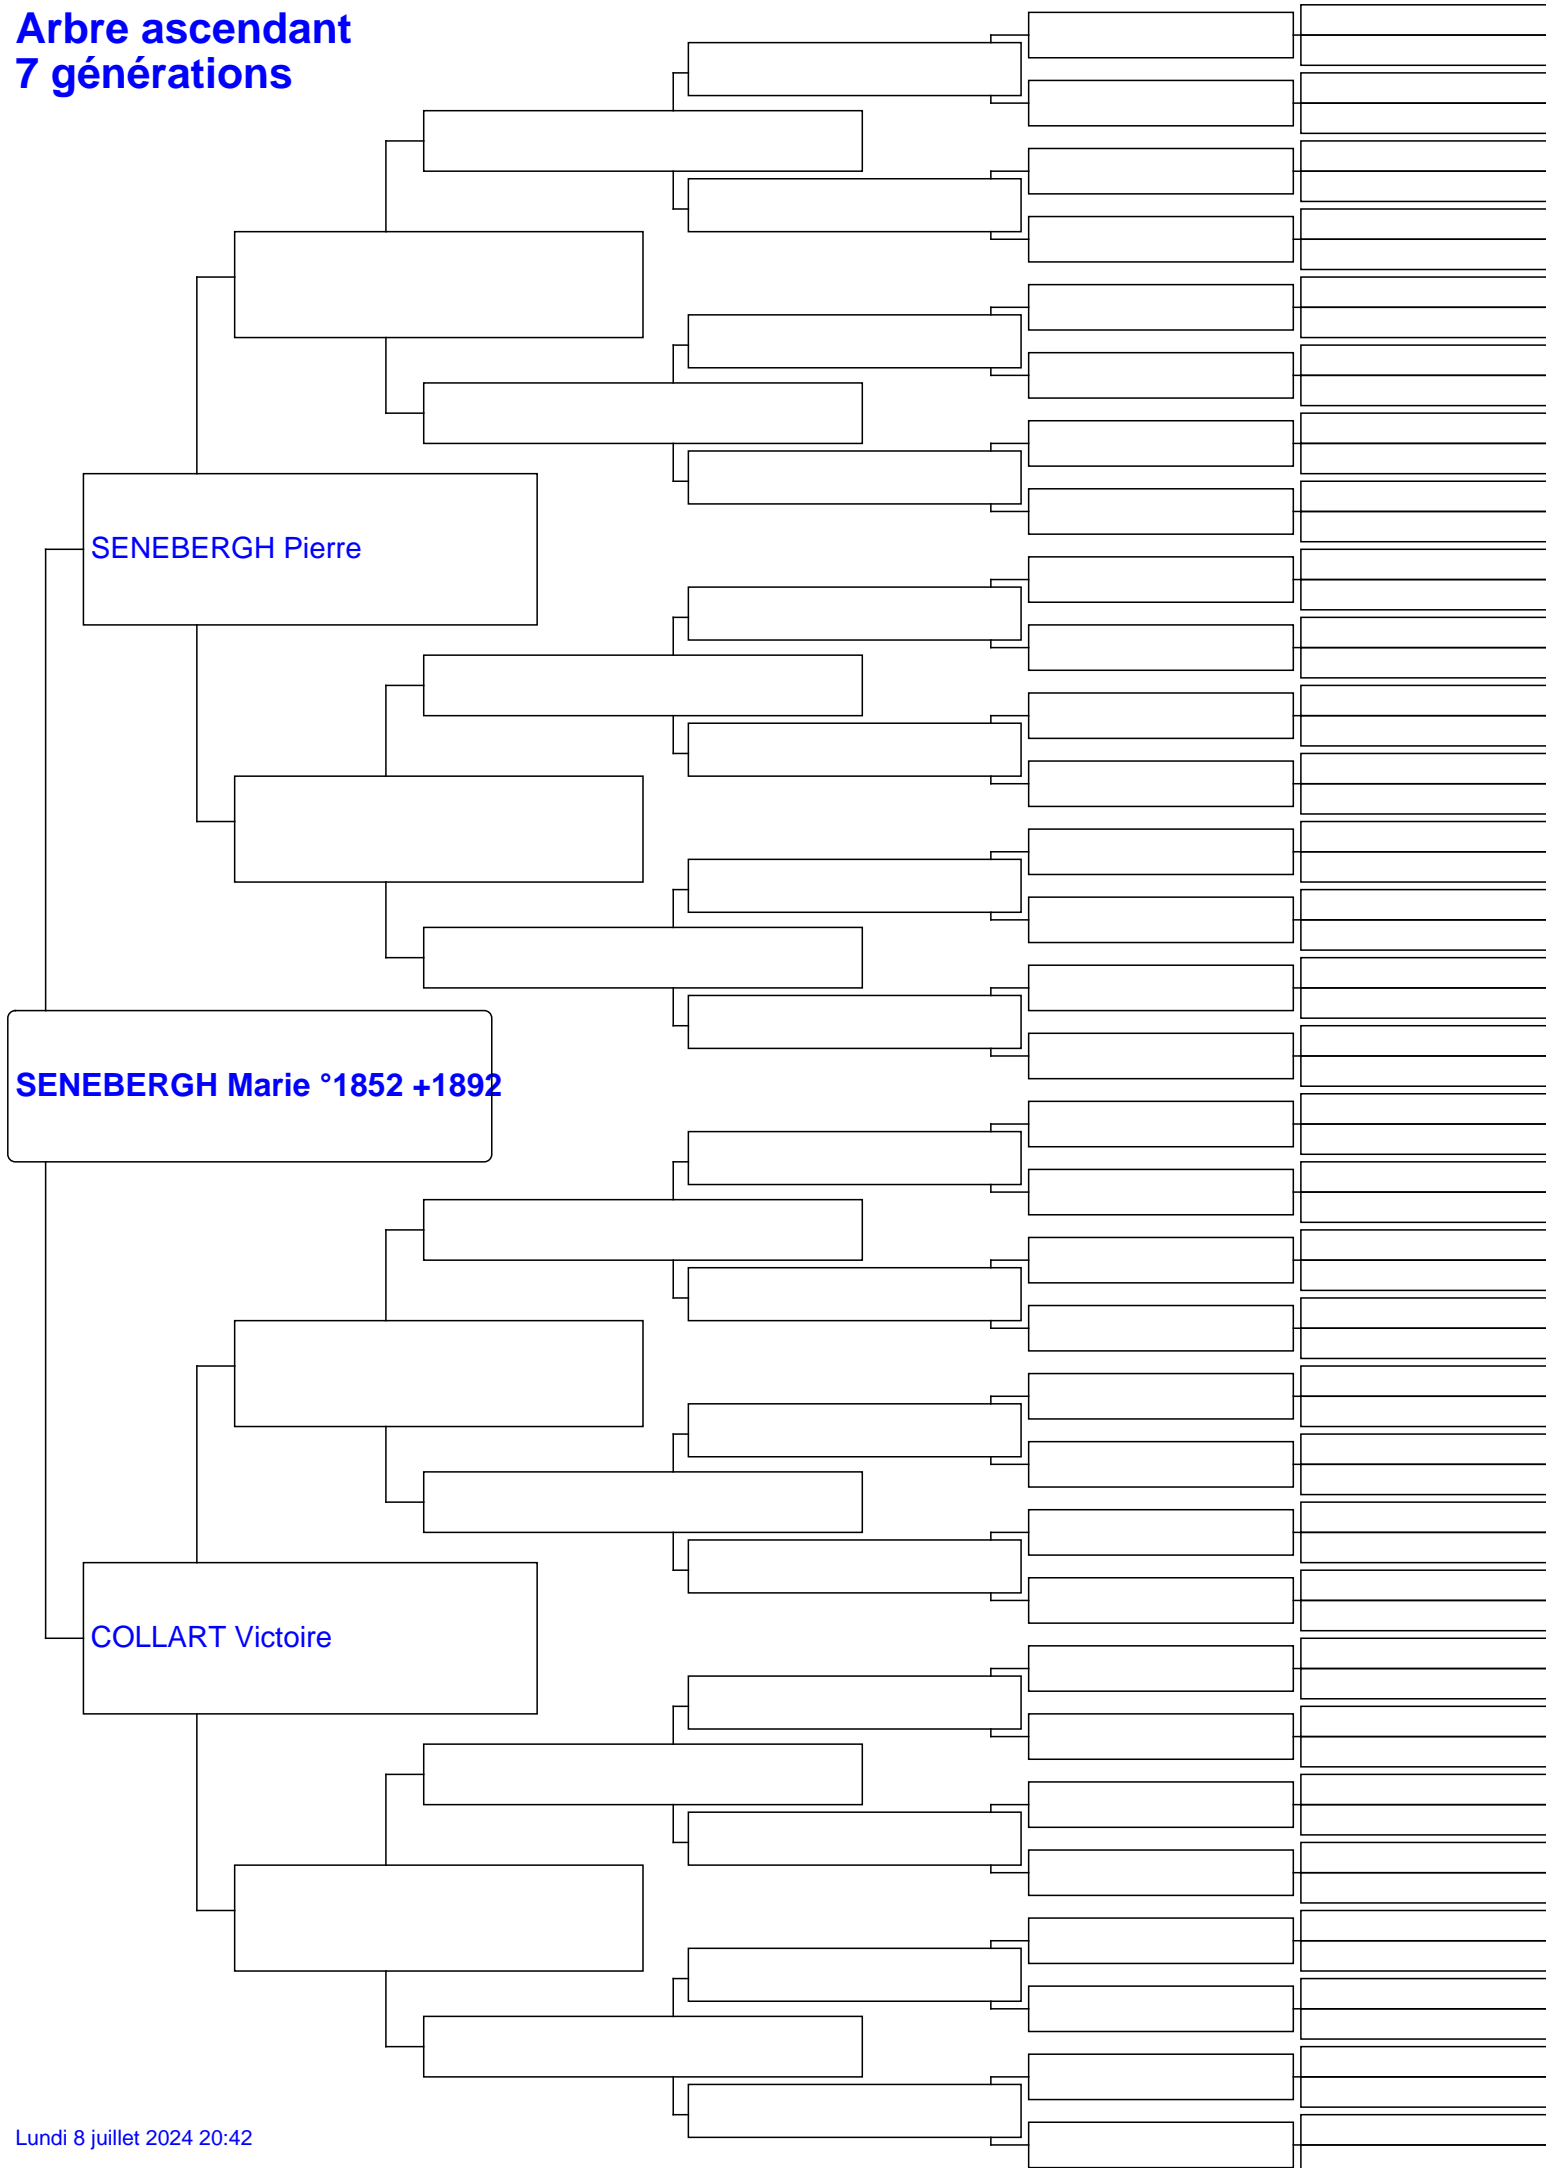 Arbre ascendant
7 générations
SENEBERGH Pierre
SENEBERGH Marie °1852 +1892
COLLART Victoire
Lundi 8 juillet 2024 20:42